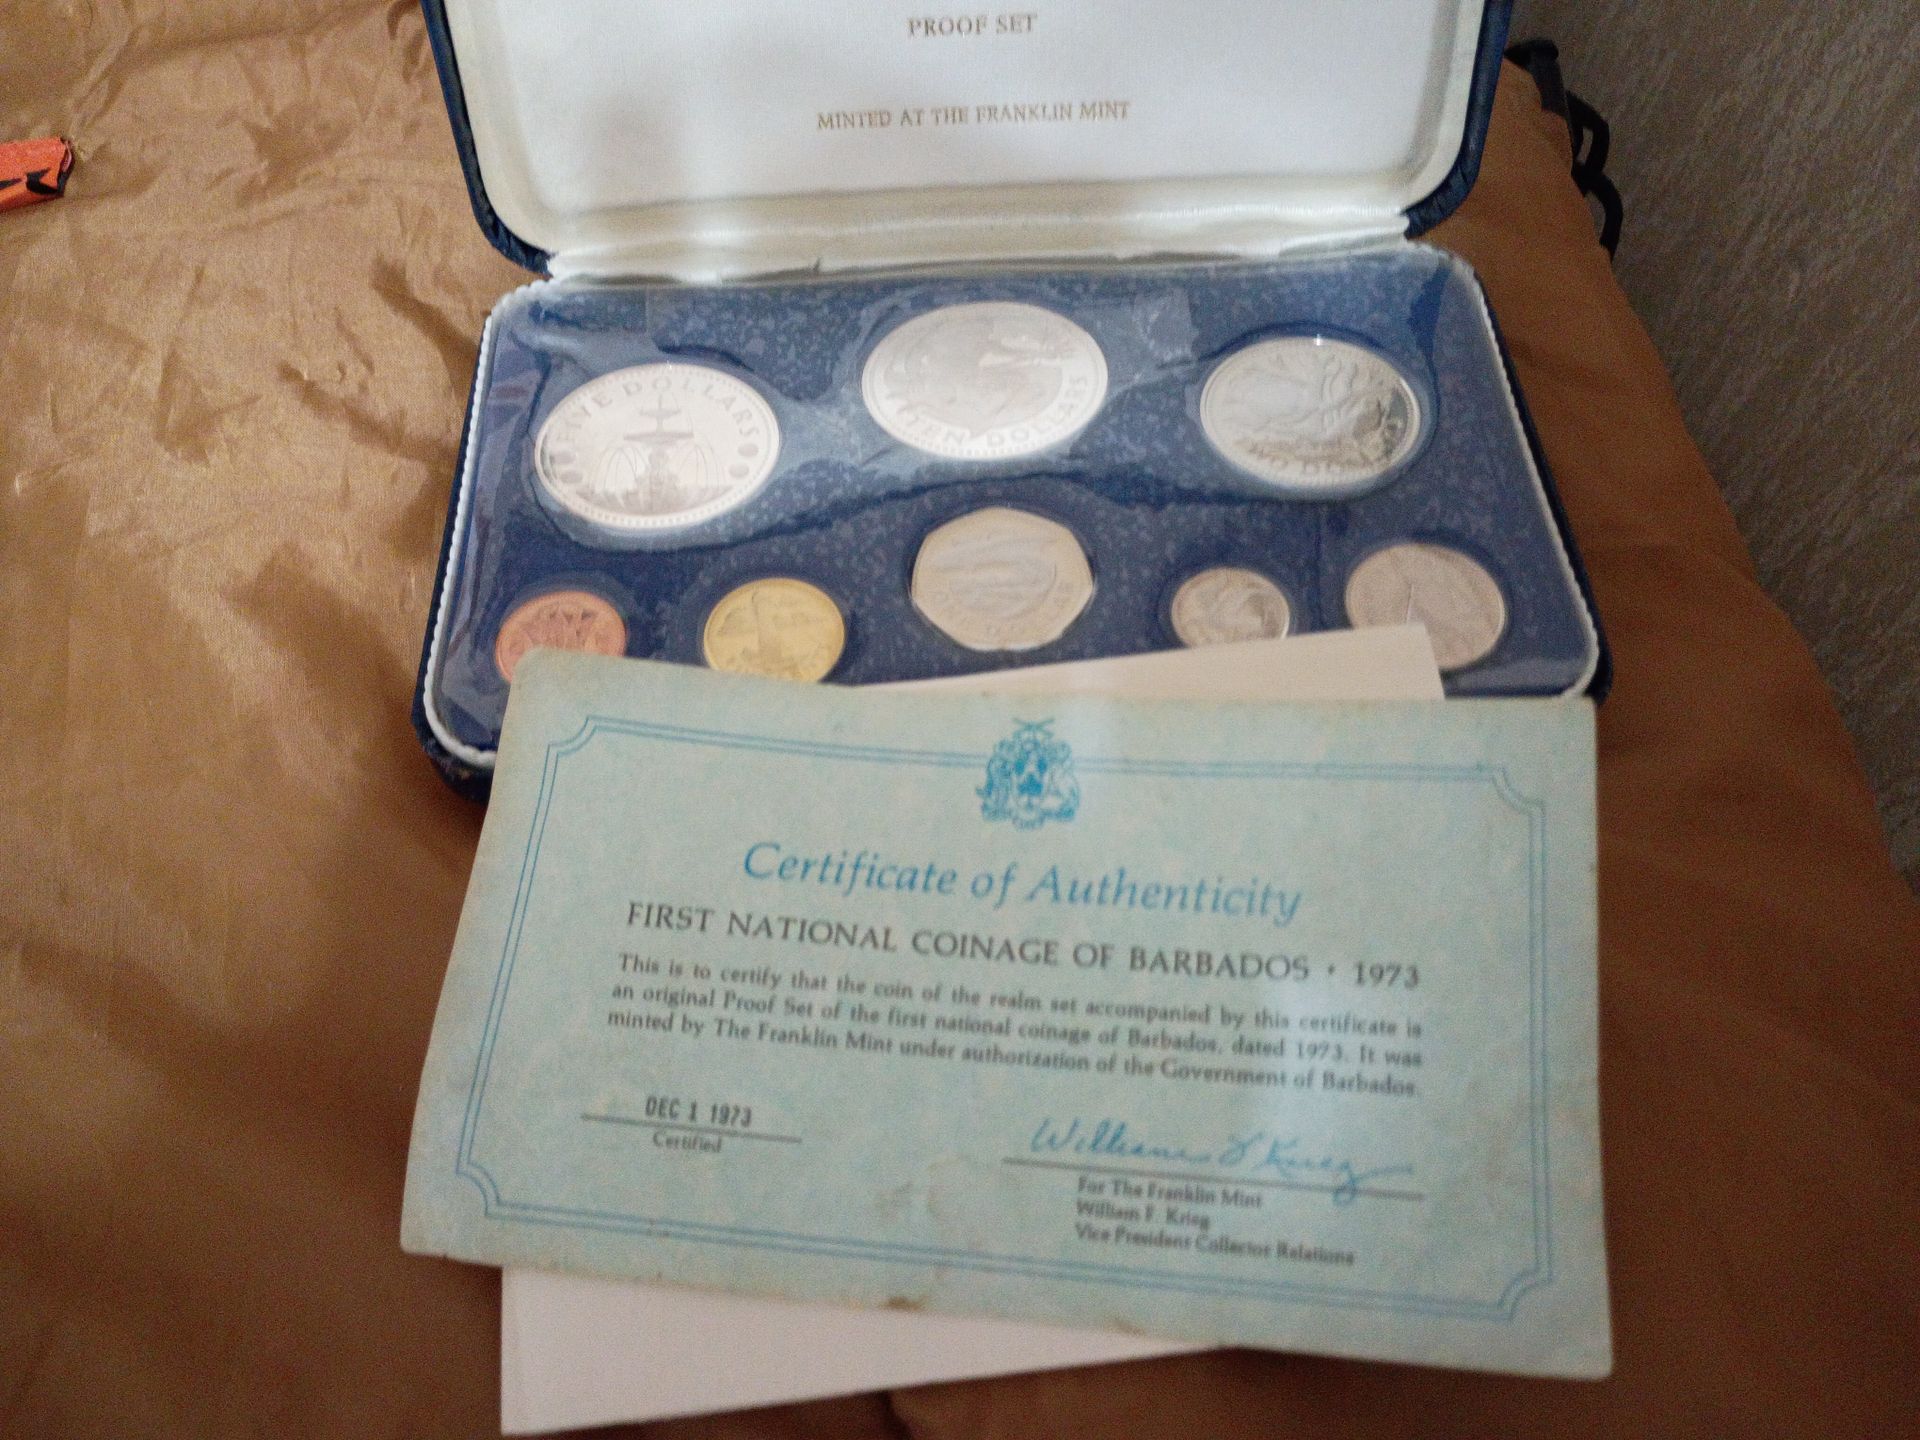 PROOF SET
MINTED AT THE FRANKLIN MINT
FIVE DOLLARS
TEN DOLLARS
TWO DOLLARS
Certificate of Authenticity
FIRST NATIONAL COINAGE OF BARBADOS • 1973
This is to certify that the coin of the realm set accompanied by this certificate is
an original Proof Set of the first national coinage of Barbados, dated 1973. It was
minted by The Franklin Mint under authorization of the Government of Barbados.
DEC 1 1973
Certified
William F Krieg
For The Franklin Mint
William F. Krieg
Vice President Collector Relations